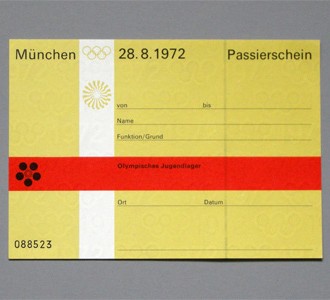 München 28.8.1972 Passierschein
von bis
Name
Funktion/Grund
Olympisches Jugendlager
Ort Datum
088523